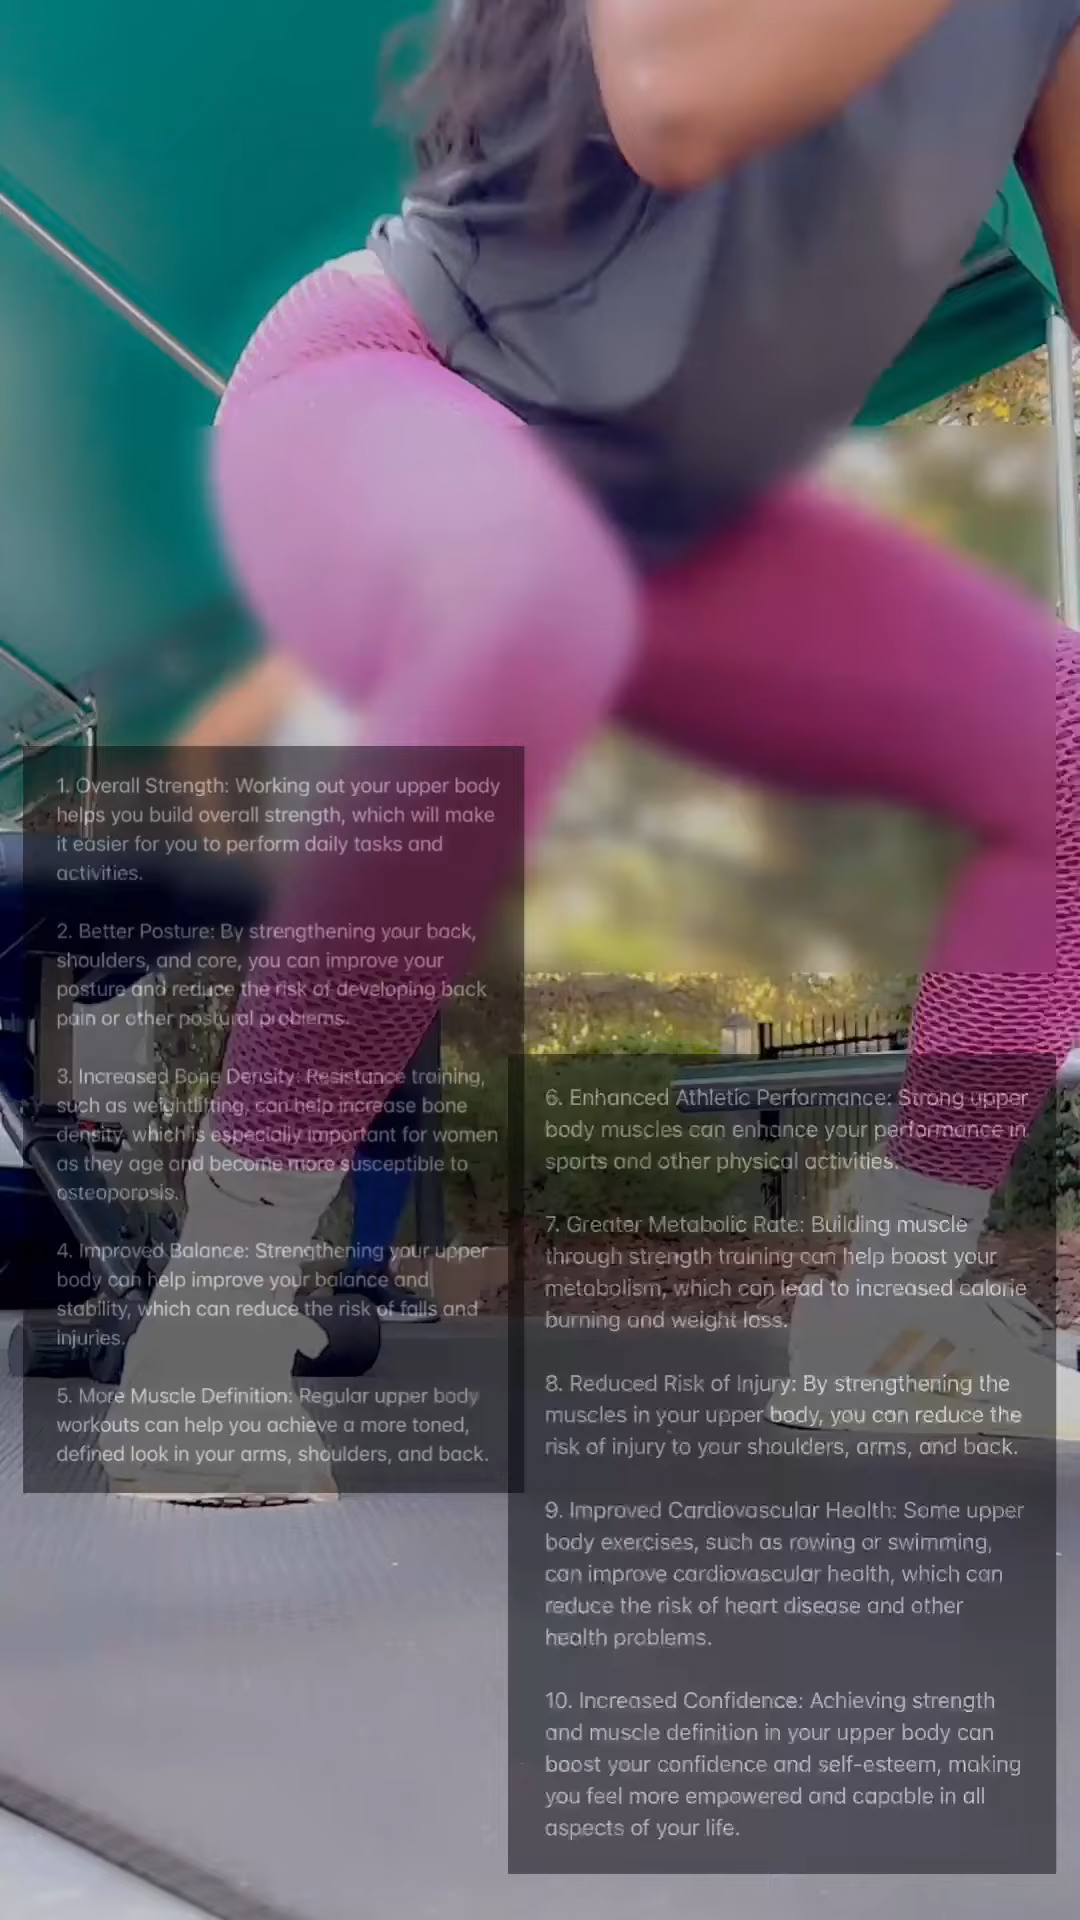 1. Overall Strength: Working out your upper body
helps you build overall strength, which will make
it easier for you to perform daily tasks and
activities.
2. Better Posture: By strengthening your back,
shoulders, and core, you can improve your
posture and reduce the risk of developing back
pain or other postural problems.
3. Increased Bone Density: Resistance training,
such as weightlifting, can help increase bone
density, which is especially important for women
as they age and become more susceptible to
osteoporosis.
4. Improved Balance: Strengthening your upper
body can help improve your balance and
stability, which can reduce the risk of falls and
injuries.
5. More Muscle Definition: Regular upper body
workouts can help you achieve a more toned,
defined look in your arms, shoulders, and back.
6. Enhanced Athletic Performance: Strong upper
body muscles can enhance your performance in
sports and other physical activities.
7. Greater Metabolic Rate: Building muscle
through strength training can help boost your
metabolism, which can lead to increased calorie
burning and weight loss.
8. Reduced Risk of Injury: By strengthening the
muscles in your upper body, you can reduce the
risk of injury to your shoulders, arms, and back.
9. Improved Cardiovascular Health: Some upper
body exercises, such as rowing or swimming,
can improve cardiovascular health, which can
reduce the risk of heart disease and other
health problems.
10. Increased Confidence: Achieving strength
and muscle definition in your upper body can
boost your confidence and self-esteem, making
you feel more empowered and capable in all
aspects of your life.